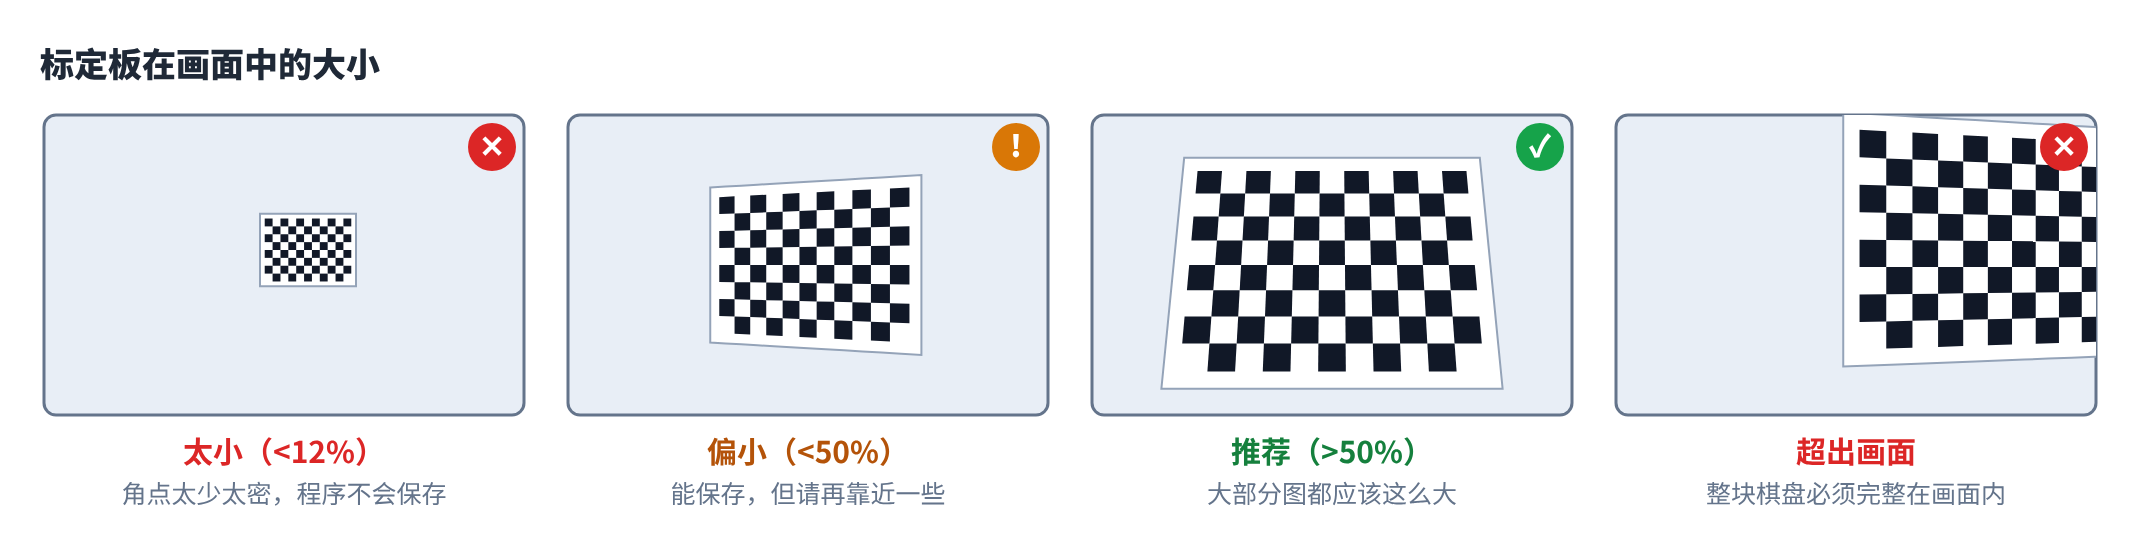 标定板在画面中的大小
太小（<12%）
角点太少太密，程序不会保存
偏小（<50%）
能保存，但请再靠近一些
推荐（>50%）
大部分图都应该这么大
超出画面
整块棋盘必须完整在画面内